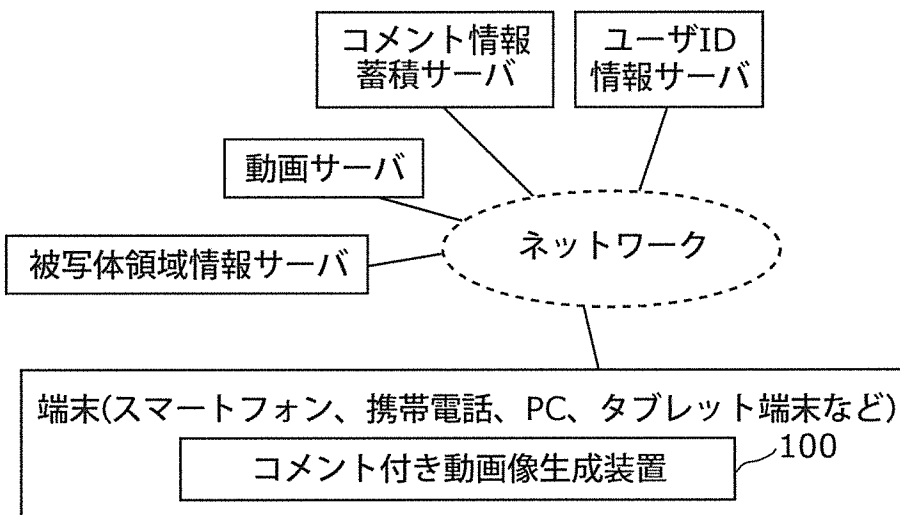 コメント情報
蓄積サーバ
ユーザID
情報サーバ
動画サーバ
ネットワーク
被写体領域情報サーバ
端末(スマートフォン、携帯電話、PC、タブレット端末など)
コメント付き動画像生成装置
100